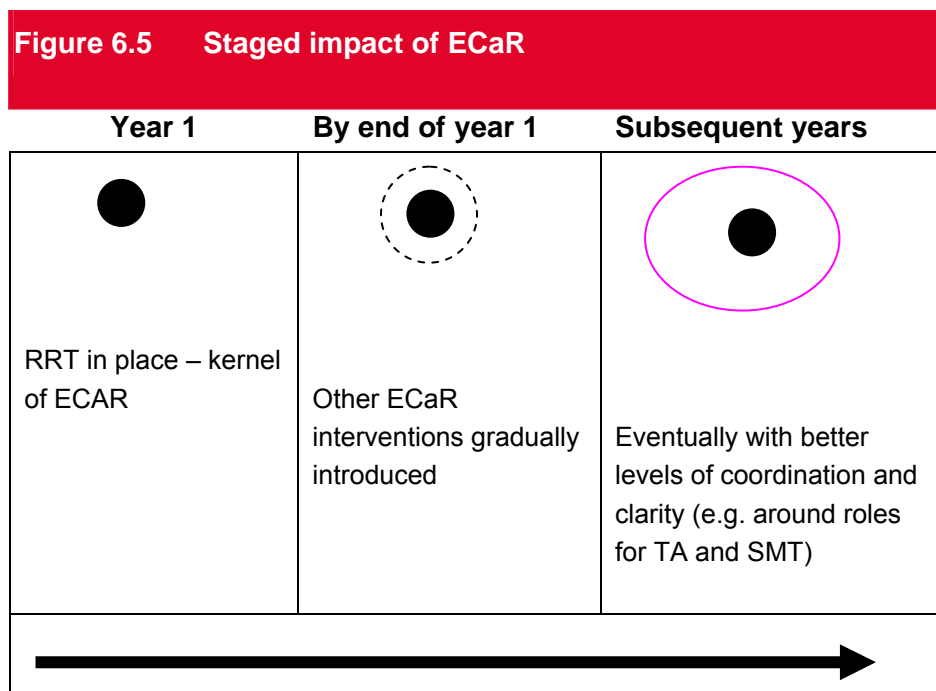 Figure 6.5 Staged impact of ECaR
Year 1 By end of year 1 Subsequent years
RRT in place – kernel
of ECAR
Other ECaR
interventions gradually
introduced
Eventually with better
levels of coordination and
clarity (e.g. around roles
for TA and SMT)